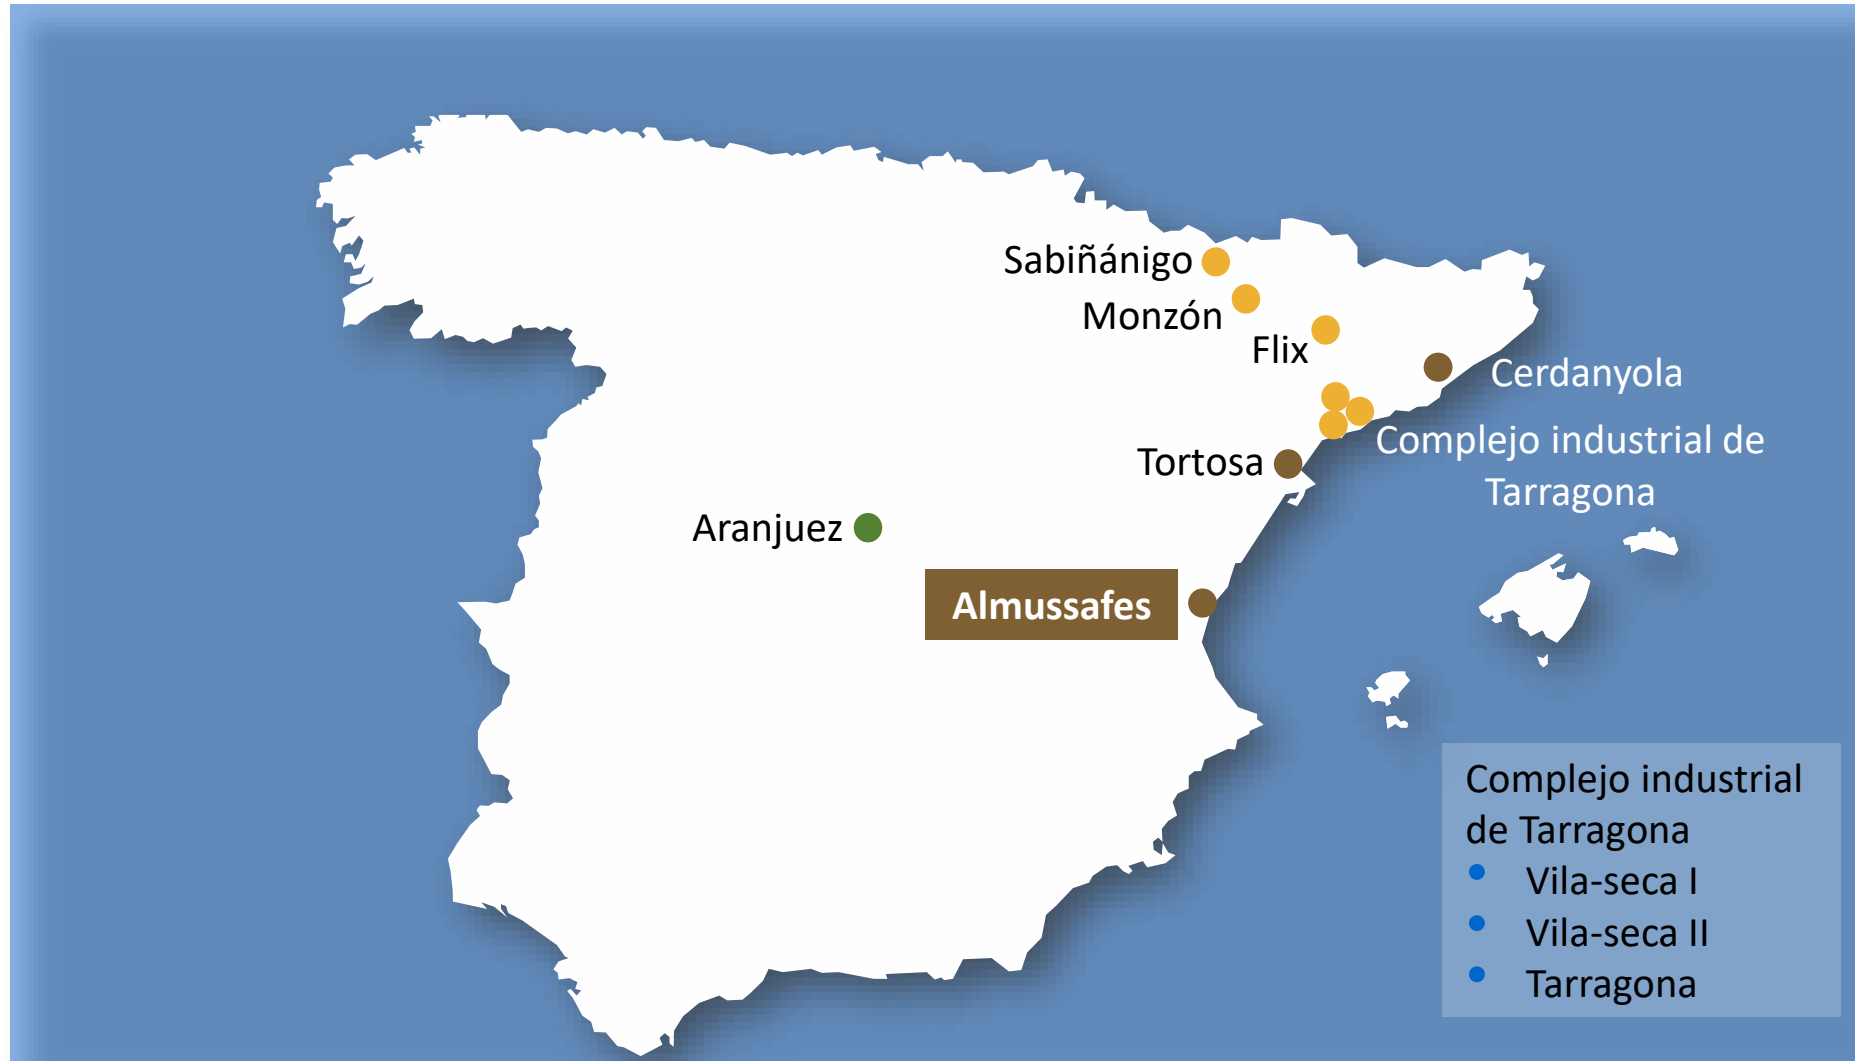 Sabiñánigo
Monzón
Flix
Cerdanyola
Complejo industrial de
Tarragona
Tortosa
Aranjuez
Almussafes
Complejo industrial
de Tarragona
• Vila-seca I
• Vila-seca II
• Tarragona